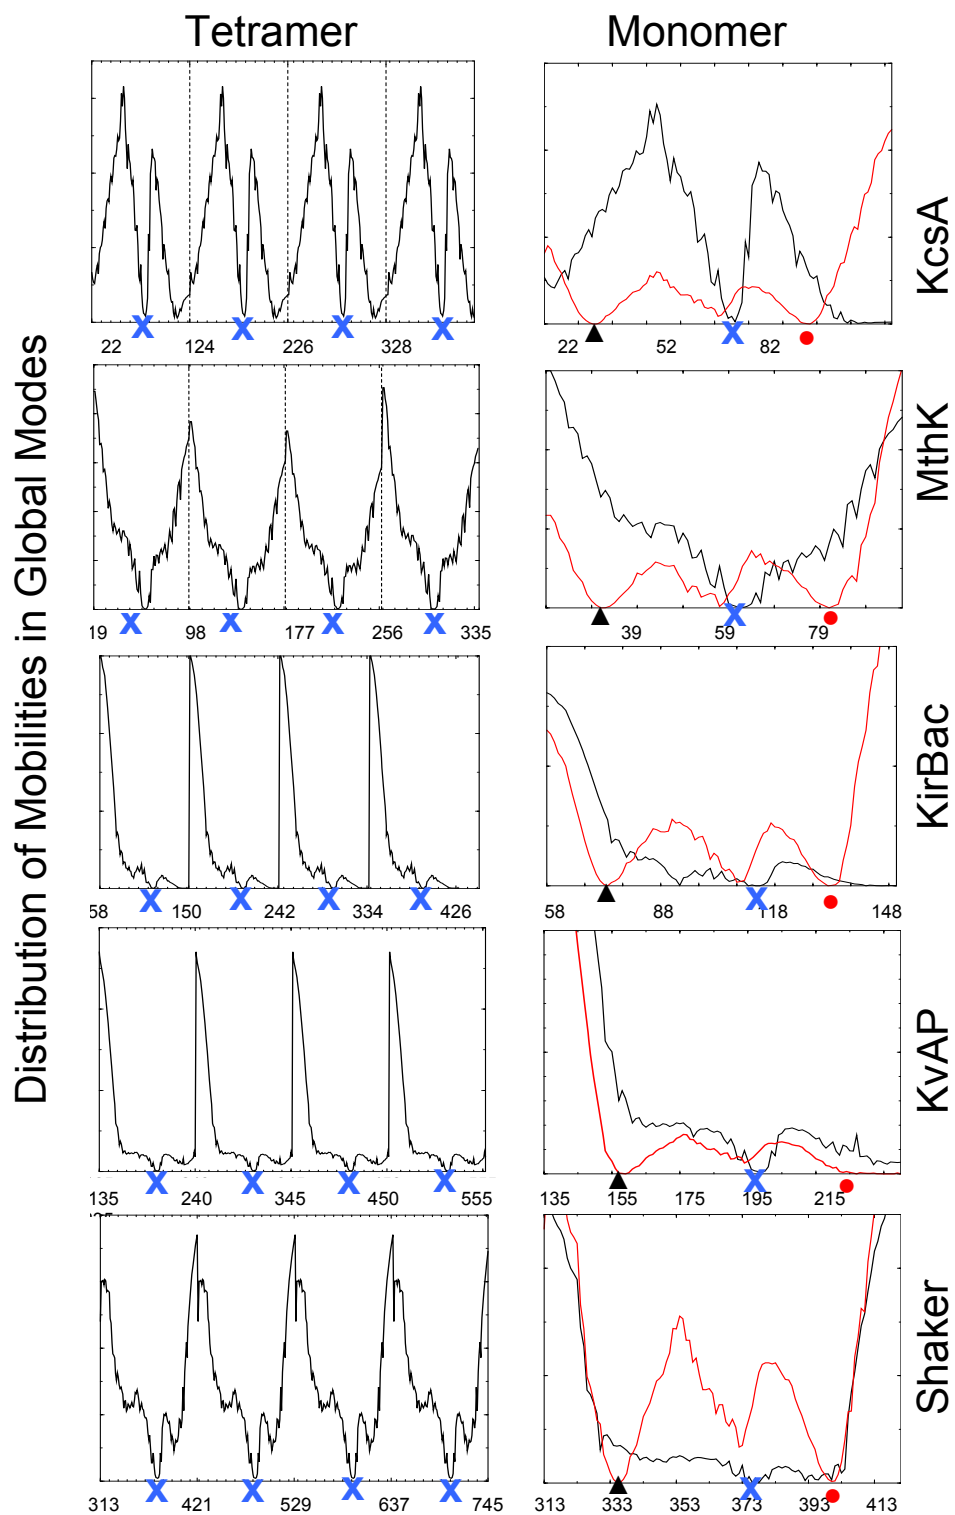 Tetramer Monomer
Distribution of Mobilities in Global Modes
22 124 226 328
22 52 82
KcsA
19 98 177 256 335
39 59 79
MthK
58 150 242 334 426
58 88 118 148
KirBac
135 240 345 450 555
135 155 175 195 215
KvAP
313 421 529 637 745
313 333 353 373 393 413
Shaker